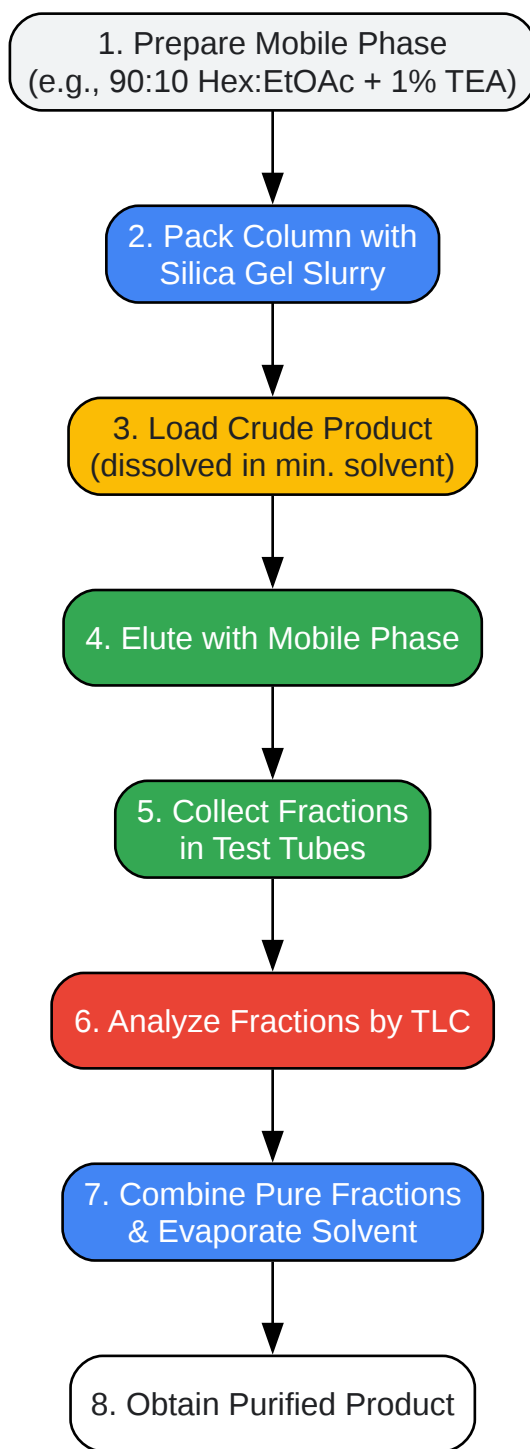 1. Prepare Mobile Phase
(e.g., 90:10 Hex:EtOAc + 1% TEA)
2. Pack Column with
Silica Gel Slurry
3. Load Crude Product
(dissolved in min. solvent)
4. Elute with Mobile Phase
5. Collect Fractions
in Test Tubes
6. Analyze Fractions by TLC
7. Combine Pure Fractions
& Evaporate Solvent
8. Obtain Purified Product